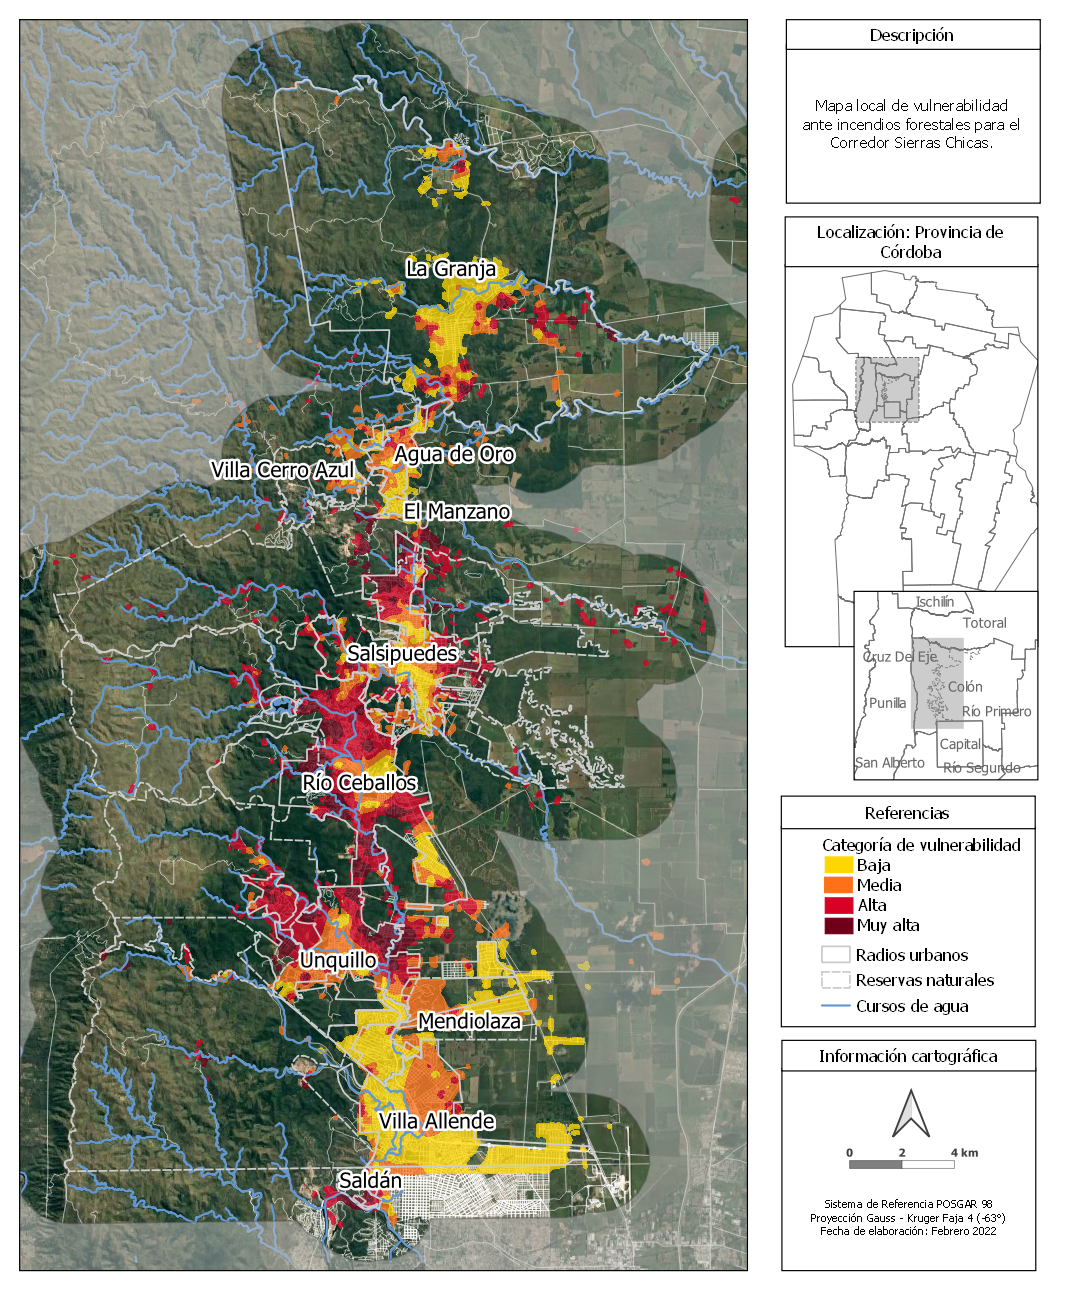 La Granja
Agua de Oro
Villa Cerro Azul
El Manzano
Salsipuedes
Río Ceballos
Unquillo
Mendiolaza
Villa Allende
Saldán
Descripción
Mapa local de vulnerabilidad
ante incendios forestales para el
Corredor Sierras Chicas.
Localización: Provincia de
Córdoba
Ischilín
Totoral
Cruz Del Eje
Colón
Punilla
Río Primero
Capital
San Alberto
Río Segundo
Referencias
Categoría de vulnerabilidad
Baja
Media
Alta
Muy alta
Radios urbanos
Reservas naturales
Cursos de agua
Información cartográfica
0 2 4 km
Sistema de Referencia POSGAR 98
Proyección Gauss - Kruger Faja 4 (-63°)
Fecha de elaboración: Febrero 2022